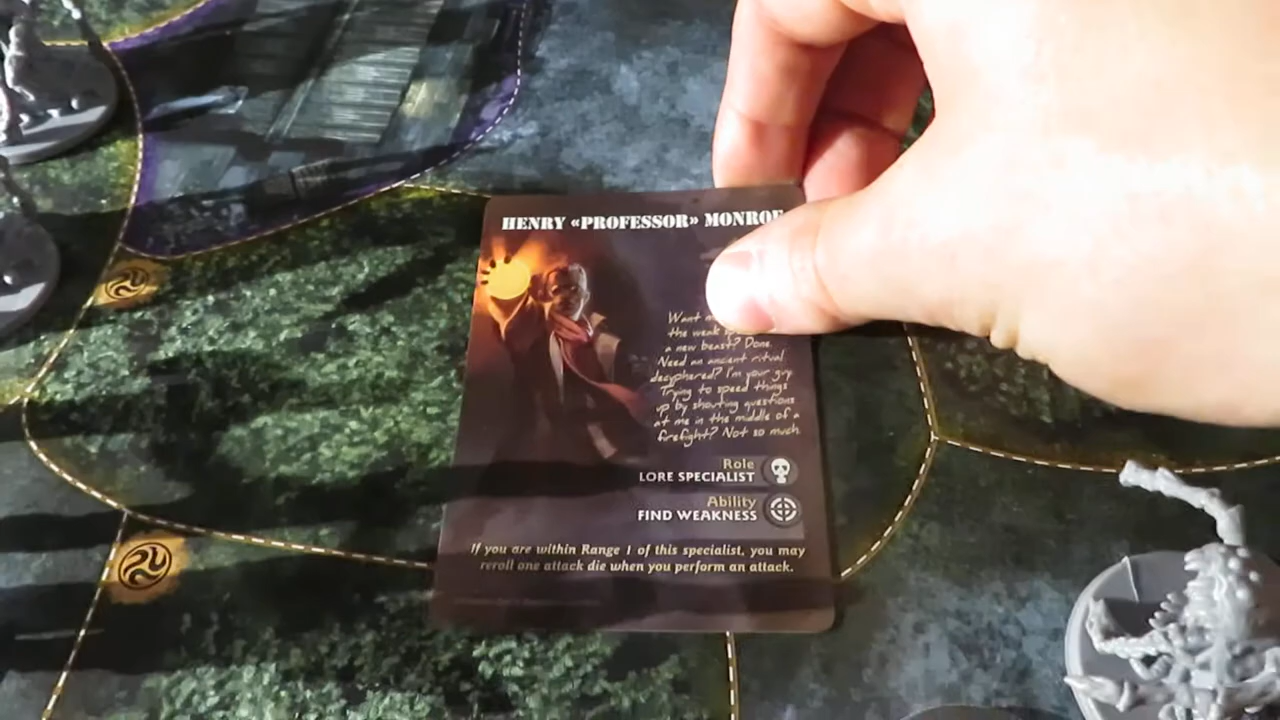 HENRY «PROFESSOR» MONROE
Want
the weak
a new beast? Done.
Need an ancient ritual
decyphered? I'm your guy.
Trying to speed things
up by shouting questions
at me in the middle of a
firefight? Not so much.
Role
LORE SPECIALIST
Ability
FIND WEAKNESS
If you are within Range 1 of this specialist, you may
reroll one attack die when you perform an attack.